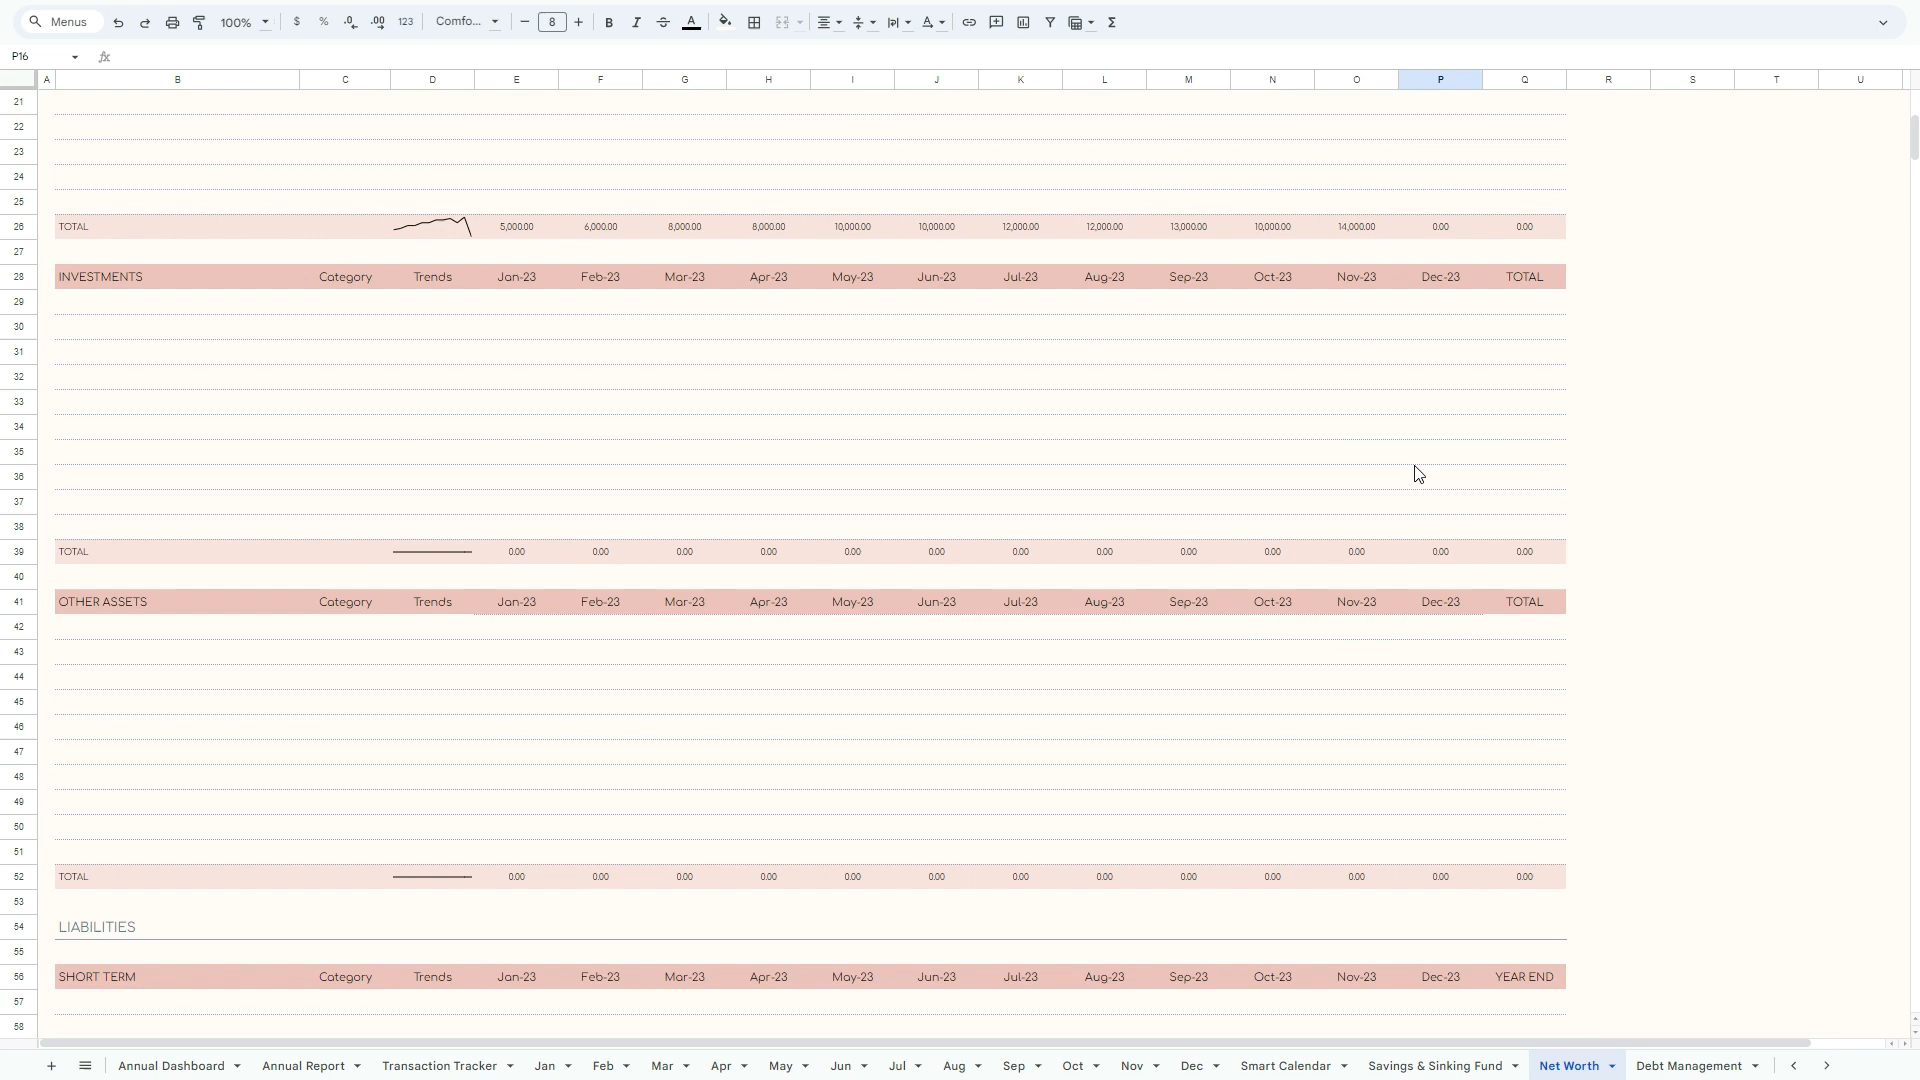 Menus 100% $ % .0 .00 123 Comfo... 8 B I A Σ
P16 fx
A B C D E F G H I J K L M N O P Q R S T U
21
22
23
24
25
26 TOTAL 5,000.00 6,000.00 8,000.00 8,000.00 10,000.00 10,000.00 12,000.00 12,000.00 13,000.00 10,000.00 14,000.00 0.00 0.00
27
28 INVESTMENTS Category Trends Jan-23 Feb-23 Mar-23 Apr-23 May-23 Jun-23 Jul-23 Aug-23 Sep-23 Oct-23 Nov-23 Dec-23 TOTAL
29
30
31
32
33
34
35
36
37
38
39 TOTAL 0.00 0.00 0.00 0.00 0.00 0.00 0.00 0.00 0.00 0.00 0.00 0.00 0.00
40
41 OTHER ASSETS Category Trends Jan-23 Feb-23 Mar-23 Apr-23 May-23 Jun-23 Jul-23 Aug-23 Sep-23 Oct-23 Nov-23 Dec-23 TOTAL
42
43
44
45
46
47
48
49
50
51
52 TOTAL 0.00 0.00 0.00 0.00 0.00 0.00 0.00 0.00 0.00 0.00 0.00 0.00 0.00
53
54 LIABILITIES
55
56 SHORT TERM Category Trends Jan-23 Feb-23 Mar-23 Apr-23 May-23 Jun-23 Jul-23 Aug-23 Sep-23 Oct-23 Nov-23 Dec-23 YEAR END
57
58
Annual Dashboard Annual Report Transaction Tracker Jan Feb Mar Apr May Jun Jul Aug Sep Oct Nov Dec Smart Calendar Savings & Sinking Fund Net Worth Debt Management